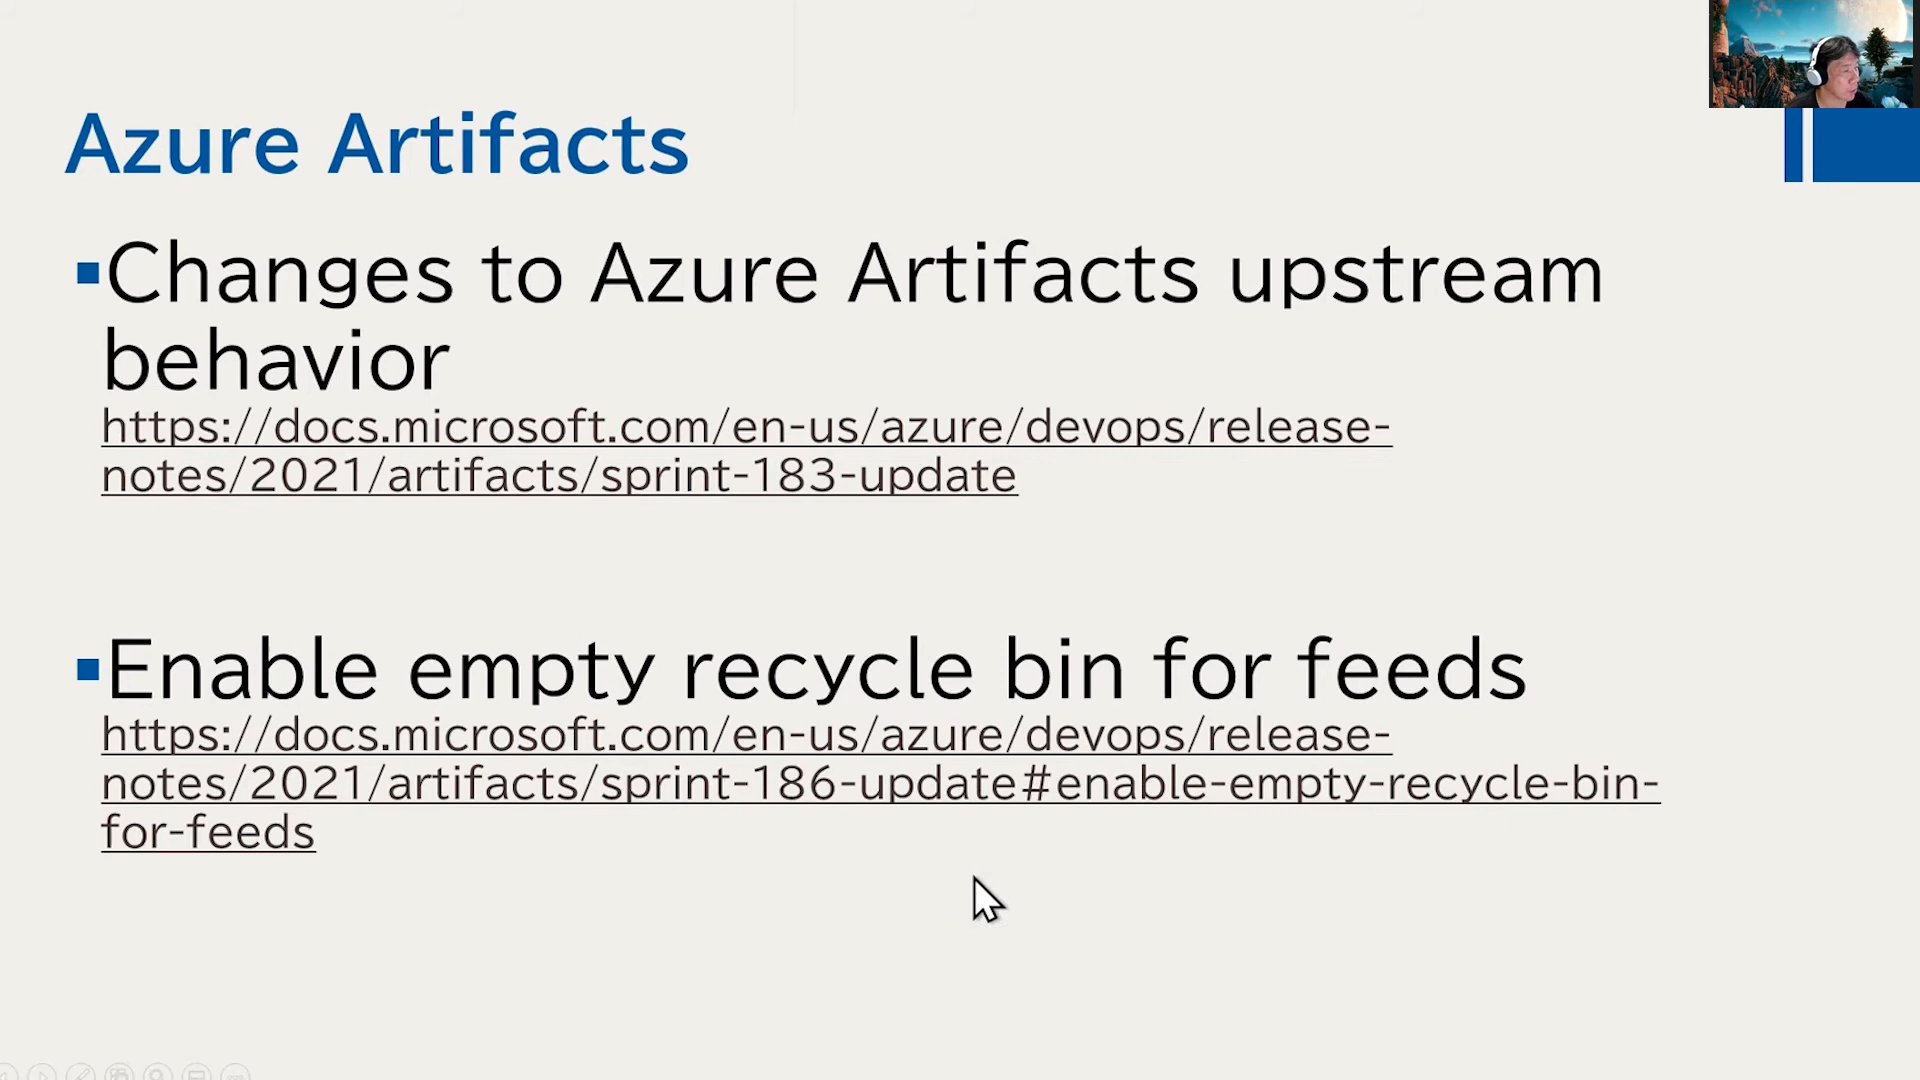 Azure Artifacts
▪Changes to Azure Artifacts upstream
behavior
https://docs.microsoft.com/en-us/azure/devops/release-
notes/2021/artifacts/sprint-183-update
▪Enable empty recycle bin for feeds
https://docs.microsoft.com/en-us/azure/devops/release-
notes/2021/artifacts/sprint-186-update#enable-empty-recycle-bin-
for-feeds